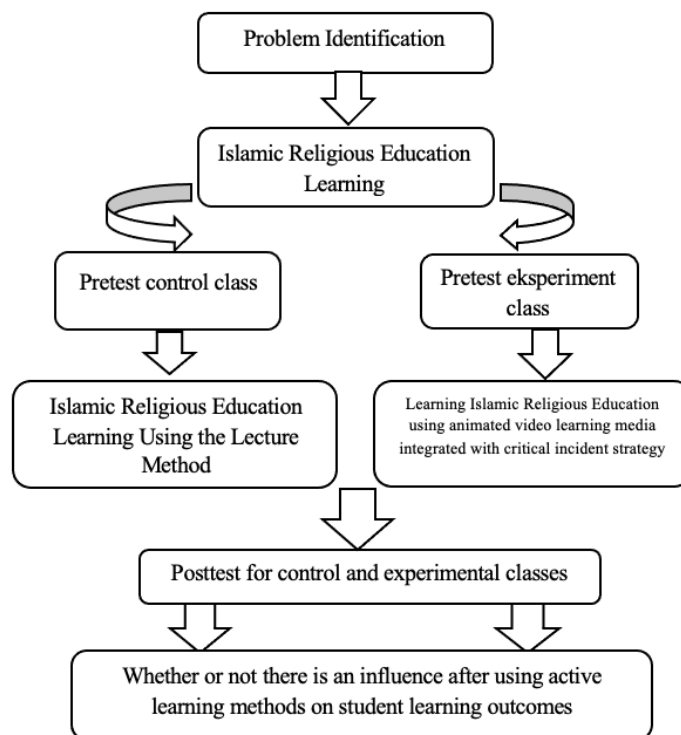 Problem Identification
Islamic Religious Education
Learning
Pretest control class
Pretest eksperiment
class
Islamic Religious Education
Learning Using the Lecture
Method
Learning Islamic Religious Education
using animated video learning media
integrated with critical incident strategy
Posttest for control and experimental classes
Whether or not there is an influence after using active
learning methods on student learning outcomes